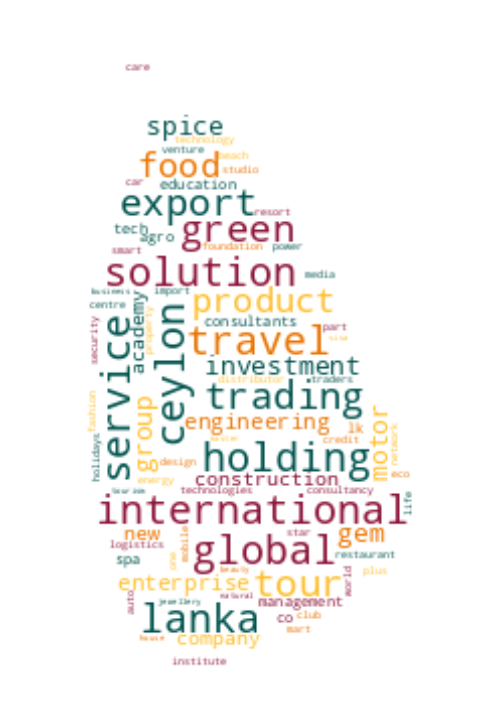 care
spice
technology
venture
beach
food
studio
car
education
export
resort
tech
green
agro
foundation
power
smart
solution
media
business
import
product
centre
academy
ceylon
property
consultants
security
service
travel
part
investment
distributor
traders
trading
fashion
group
engineering
lk
motor
network
credit
holidays
holding
design
eco
energy
construction
technologies
consultancy
tourism
life
international
new
star
gem
logistics
mobile
global
restaurant
spa
one
beauty
world
plus
enterprise
tour
auto
natural
jewellery
management
lanka
co
club
mart
house
company
institute